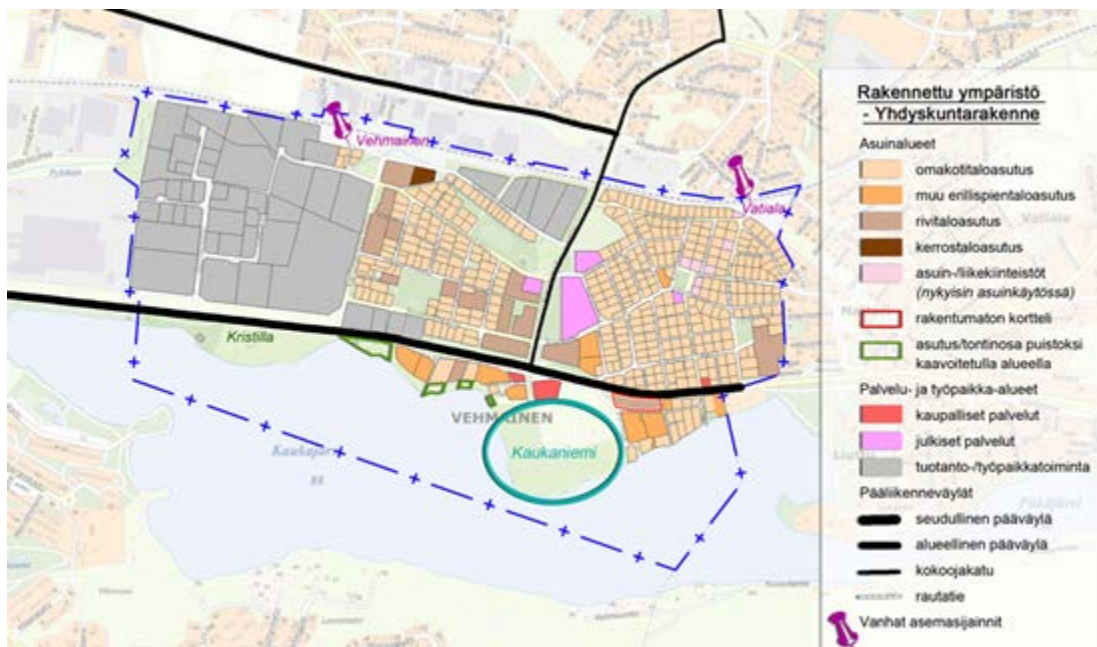 Vehmainen
Vatiala
Kristilla
VEHMAINEN
Kaukaniemi
Kaukajärvi
88
Vatiala
Rakennettu ympäristö
- Yhdyskuntarakenne
Asuinalueet
omakotitaloasutus
muu erillispientaloasutus
rivitaloasutus
kerrostaloasutus
asuin-/liikekiinteistöt
(nykyisin asuinkäytössä)
rakentumaton kortteli
asutus/tontinosa puistoksi
kaavoitetulla alueella
Palvelu- ja työpaikka-alueet
kaupalliset palvelut
julkiset palvelut
tuotanto-/työpaikkatoiminta
Pääliikenneväylät
seudullinen pääväylä
alueellinen pääväylä
kokoojakatu
rautatie
Vanhat asemasijainnit